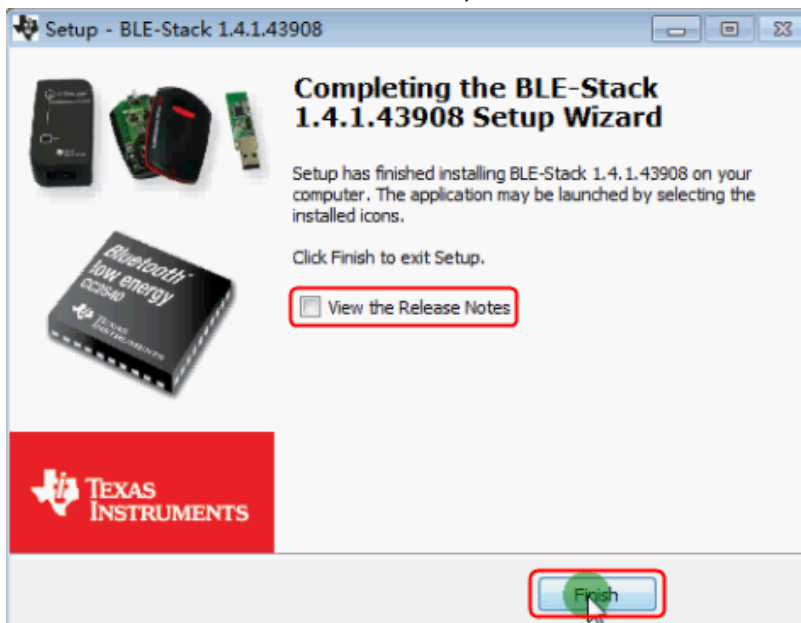 Setup - BLE-Stack 1.4.1.43908
Completing the BLE-Stack
1.4.1.43908 Setup Wizard
Setup has finished installing BLE-Stack 1.4.1.43908 on your
computer. The application may be launched by selecting the
installed icons.
Click Finish to exit Setup.
View the Release Notes
Bluetooth
low energy
CC2540
TEXAS
INSTRUMENTS
TEXAS
INSTRUMENTS
Finish